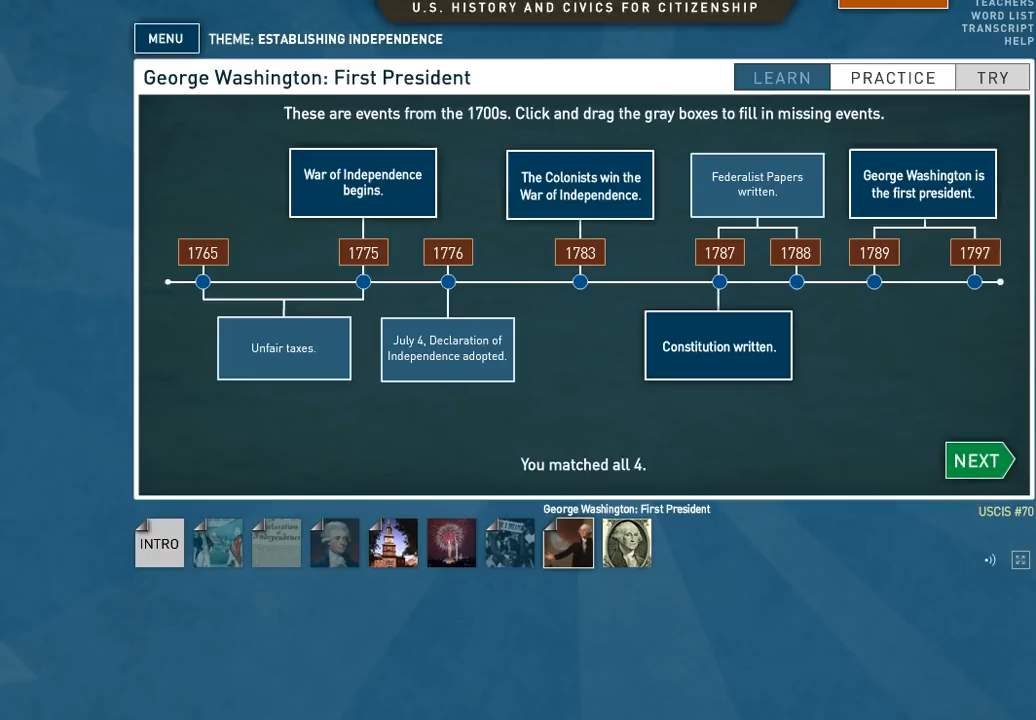 U.S. HISTORY AND CIVICS FOR CITIZENSHIP
TEACHERS
WORD LIST
TRANSCRIPT
HELP
MENU
THEME: ESTABLISHING INDEPENDENCE
George Washington: First President
LEARN
PRACTICE
TRY
These are events from the 1700s. Click and drag the gray boxes to fill in missing events.
War of Independence
begins.
The Colonists win the
War of Independence.
Federalist Papers
written.
George Washington is
the first president.
1765
1775
1776
1783
1787
1788
1789
1797
Unfair taxes.
July 4, Declaration of
Independence adopted.
Constitution written.
You matched all 4.
NEXT
George Washington: First President
USCIS #70
INTRO